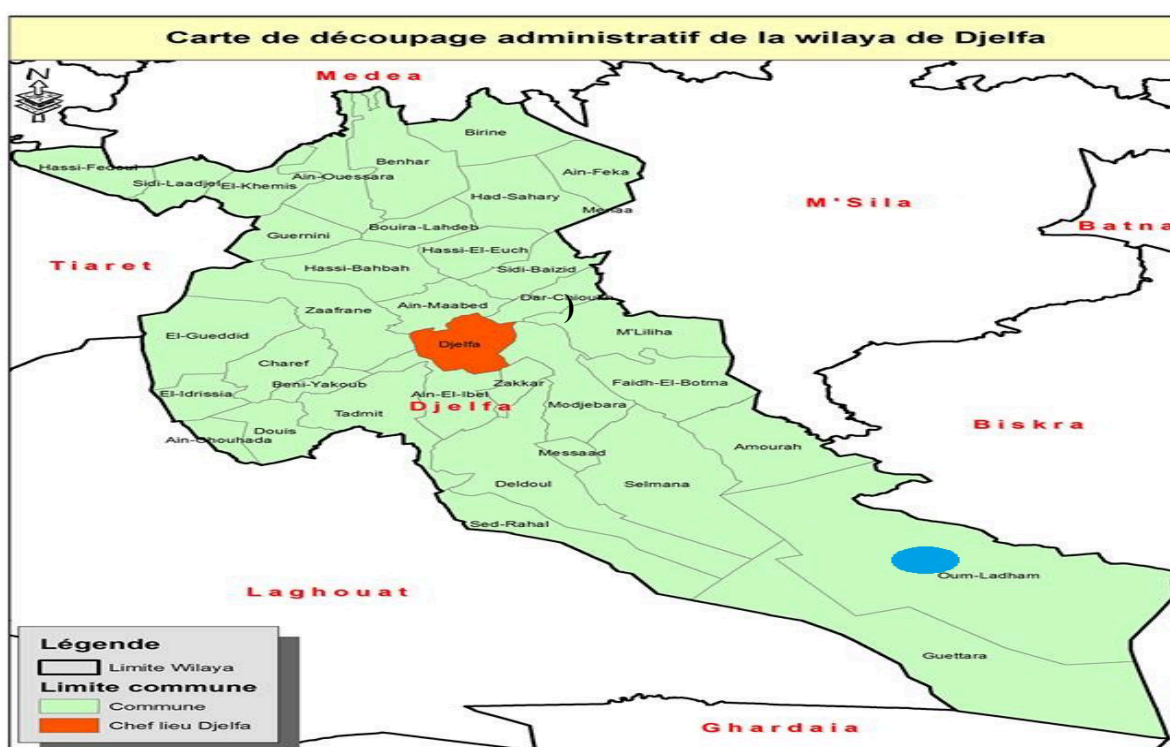 Carte de découpage administratif de la wilaya de Djelfa
N
Medea
Birine
Benhar
Hassi-Fedoul
Ain-Ouessara
Ain-Feka
Sidi-Laadjel
El-Khemis
Had-Sahary
Menaa
M'Sila
Batna
Bouira-Lahdeb
Guernini
Hassi-El-Euch
Tiaret
Hassi-Bahbah
Sidi-Baizid
Dar-Chioukh
Ain-Maabed
Zaafrane
)
El-Gueddid
M'Liliha
Djelfa
Charef
Beni-Yakoub
Zakkar
Faidh-El-Botma
El-Idrissia
Ain-El-Ibel
Djelfa
Modjebara
Tadmit
Biskra
Douis
Ain-Chouhada
Amourah
Messaad
Deldoul
Selmana
Sed-Rahal
Oum-Ladham
Laghouat
Guettara
Ghardaia
Légende
Limite Wilaya
Limite commune
Commune
Chef lieu Djelfa